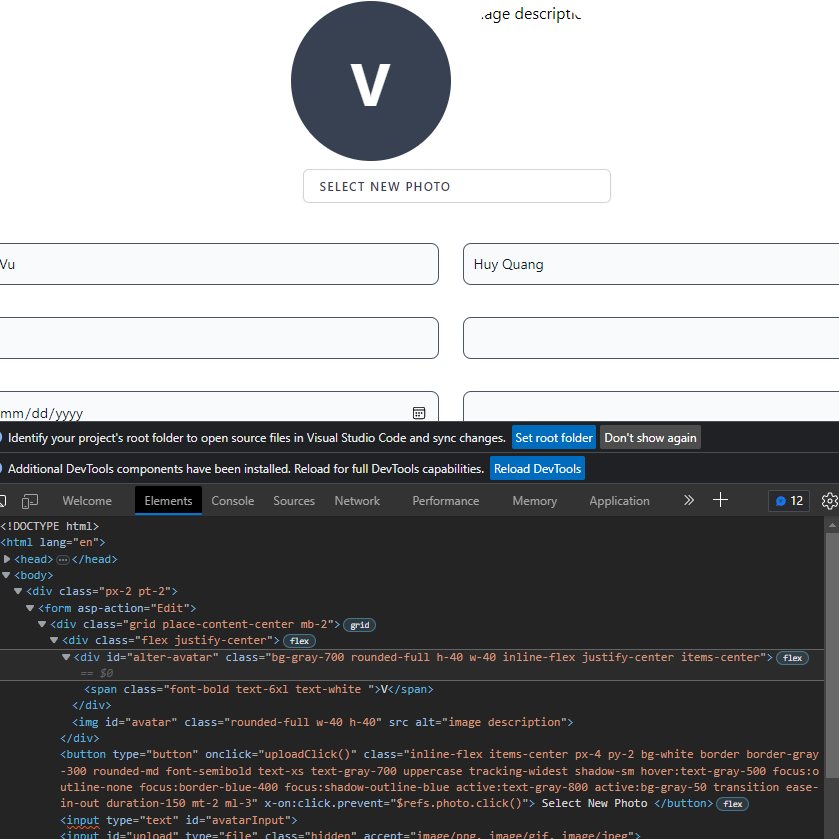 age descriptic
V
SELECT NEW PHOTO
Vu
Huy Quang
mm/dd/yyyy
Identify your project's root folder to open source files in Visual Studio Code and sync changes. Set root folder Don't show again
Additional DevTools components have been installed. Reload for full DevTools capabilities. Reload DevTools
Welcome Elements Console Sources Network Performance Memory Application 12
<!DOCTYPE html>
<html lang="en">
<head> ⋯ </head>
<body>
<div class="px-2 pt-2">
<form asp-action="Edit">
<div class="grid place-content-center mb-2"> grid
<div class="flex justify-center"> flex
<div id="alter-avatar" class="bg-gray-700 rounded-full h-40 w-40 inline-flex justify-center items-center"> flex
== $0
<span class="font-bold text-6xl text-white ">V</span>
</div>
<img id="avatar" class="rounded-full w-40 h-40" src alt="image description">
</div>
<button type="button" onclick="uploadClick()" class="inline-flex items-center px-4 py-2 bg-white border border-gray
-300 rounded-md font-semibold text-xs text-gray-700 uppercase tracking-widest shadow-sm hover:text-gray-500 focus:o
utline-none focus:border-blue-400 focus:shadow-outline-blue active:text-gray-800 active:bg-gray-50 transition ease-
in-out duration-150 mt-2 ml-3" x-on:click.prevent="$refs.photo.click()"> Select New Photo </button> flex
<input type="text" id="avatarInput">
<input id="upload" type="file" class="hidden" accept="image/png, image/gif, image/jpeg">